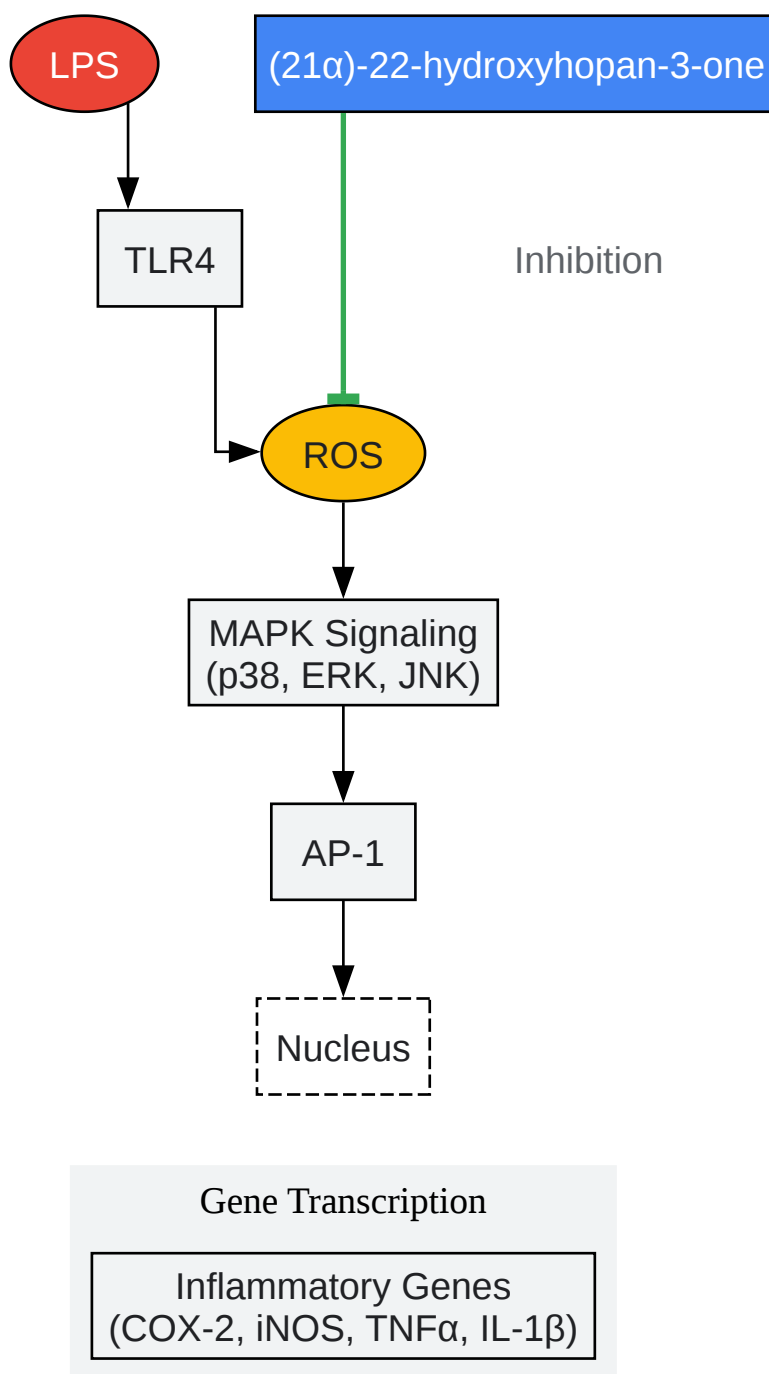 LPS
(21α)-22-hydroxyhopan-3-one
TLR4
Inhibition
ROS
MAPK Signaling
(p38, ERK, JNK)
AP-1
Nucleus
Gene Transcription
Inflammatory Genes
(COX-2, iNOS, TNFα, IL-1β)